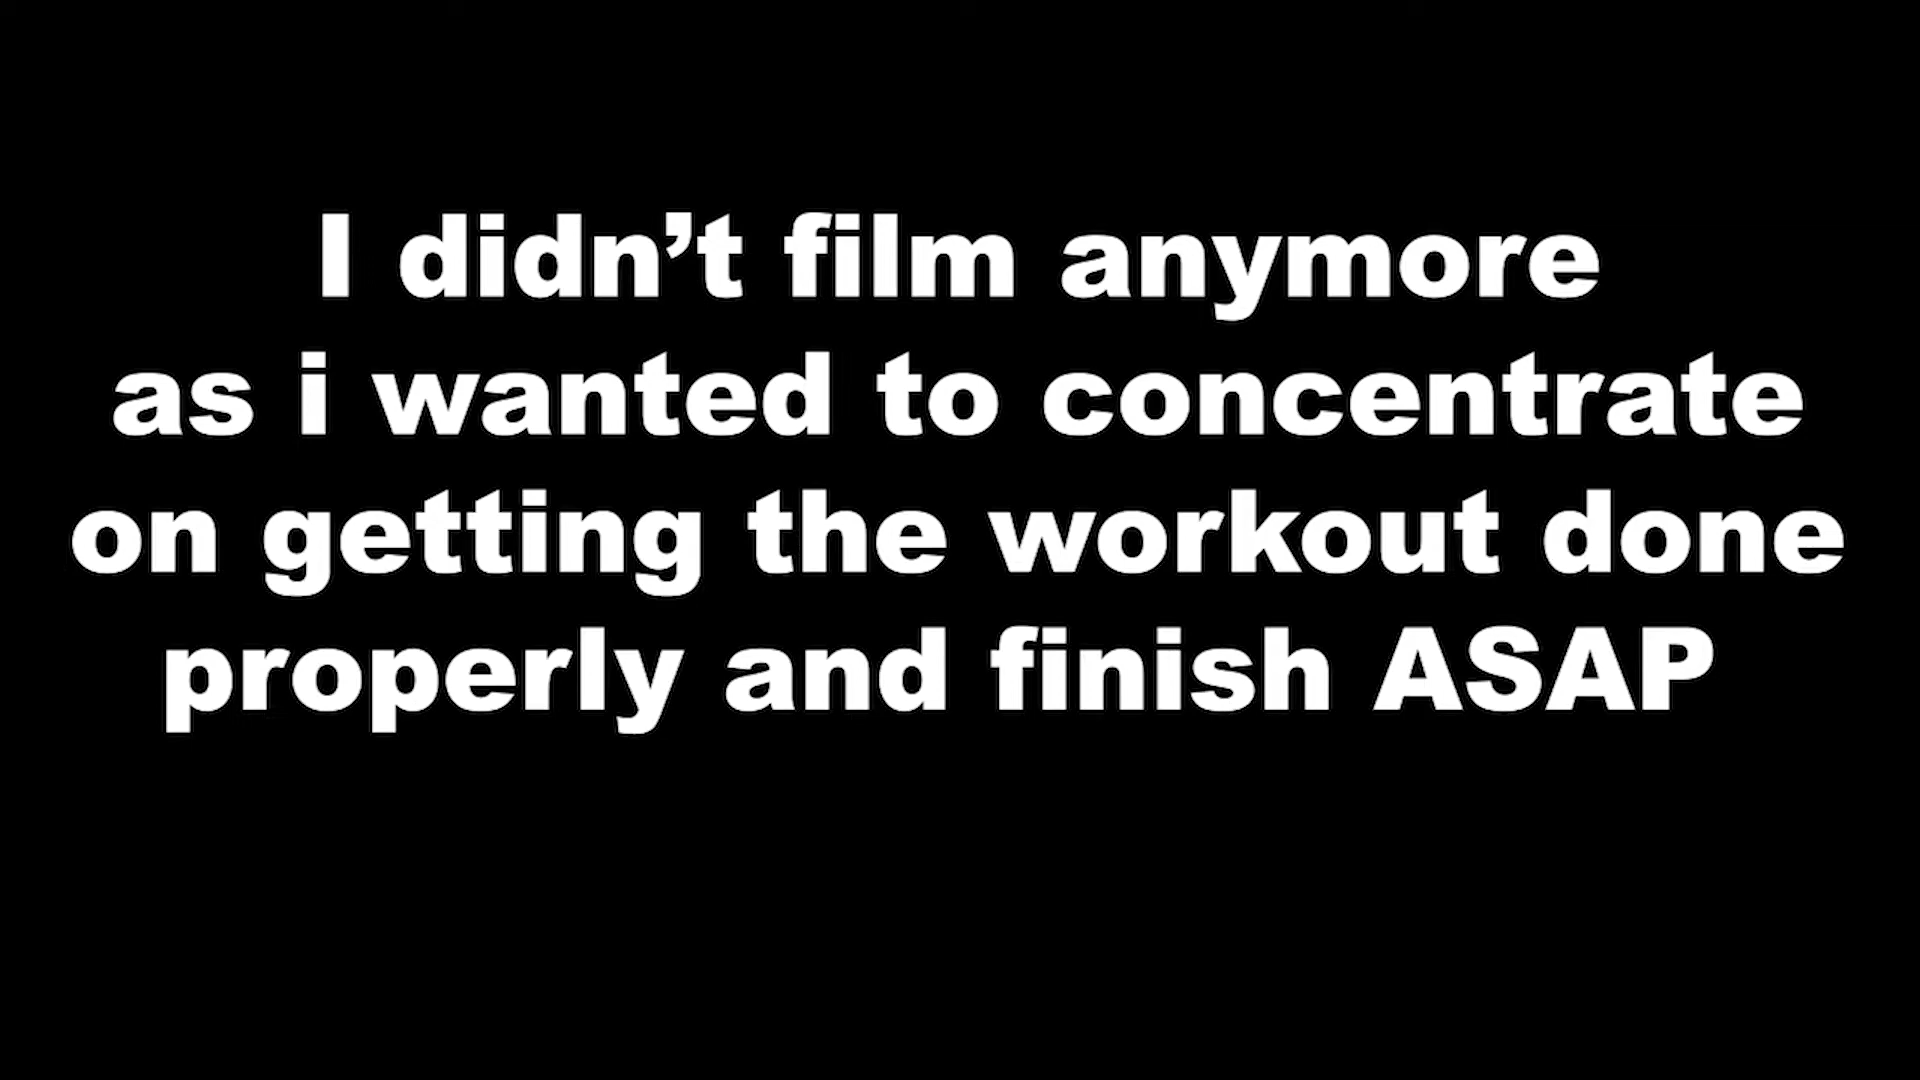 I didn’t film anymore
as i wanted to concentrate
on getting the workout done
properly and finish ASAP